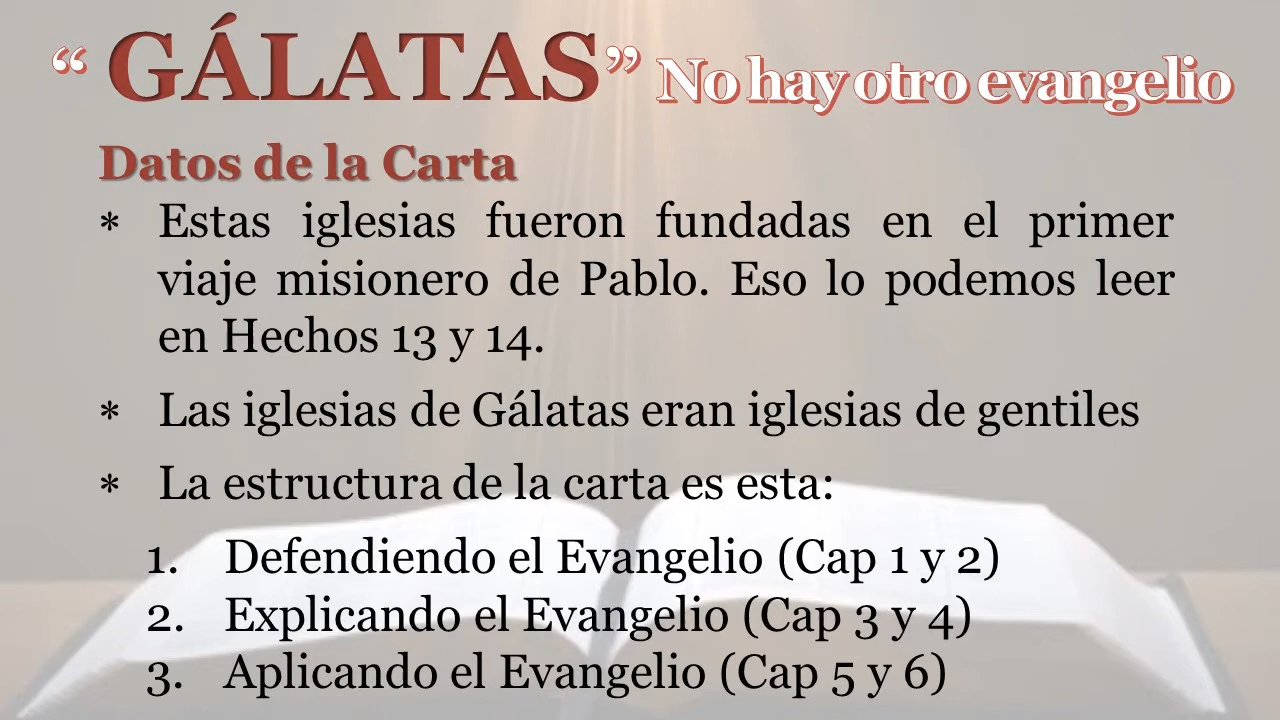 “ GÁLATAS” No hay otro evangelio
Datos de la Carta
* Estas iglesias fueron fundadas en el primer
viaje misionero de Pablo. Eso lo podemos leer
en Hechos 13 y 14.
* Las iglesias de Gálatas eran iglesias de gentiles
* La estructura de la carta es esta:
1. Defendiendo el Evangelio (Cap 1 y 2)
2. Explicando el Evangelio (Cap 3 y 4)
3. Aplicando el Evangelio (Cap 5 y 6)